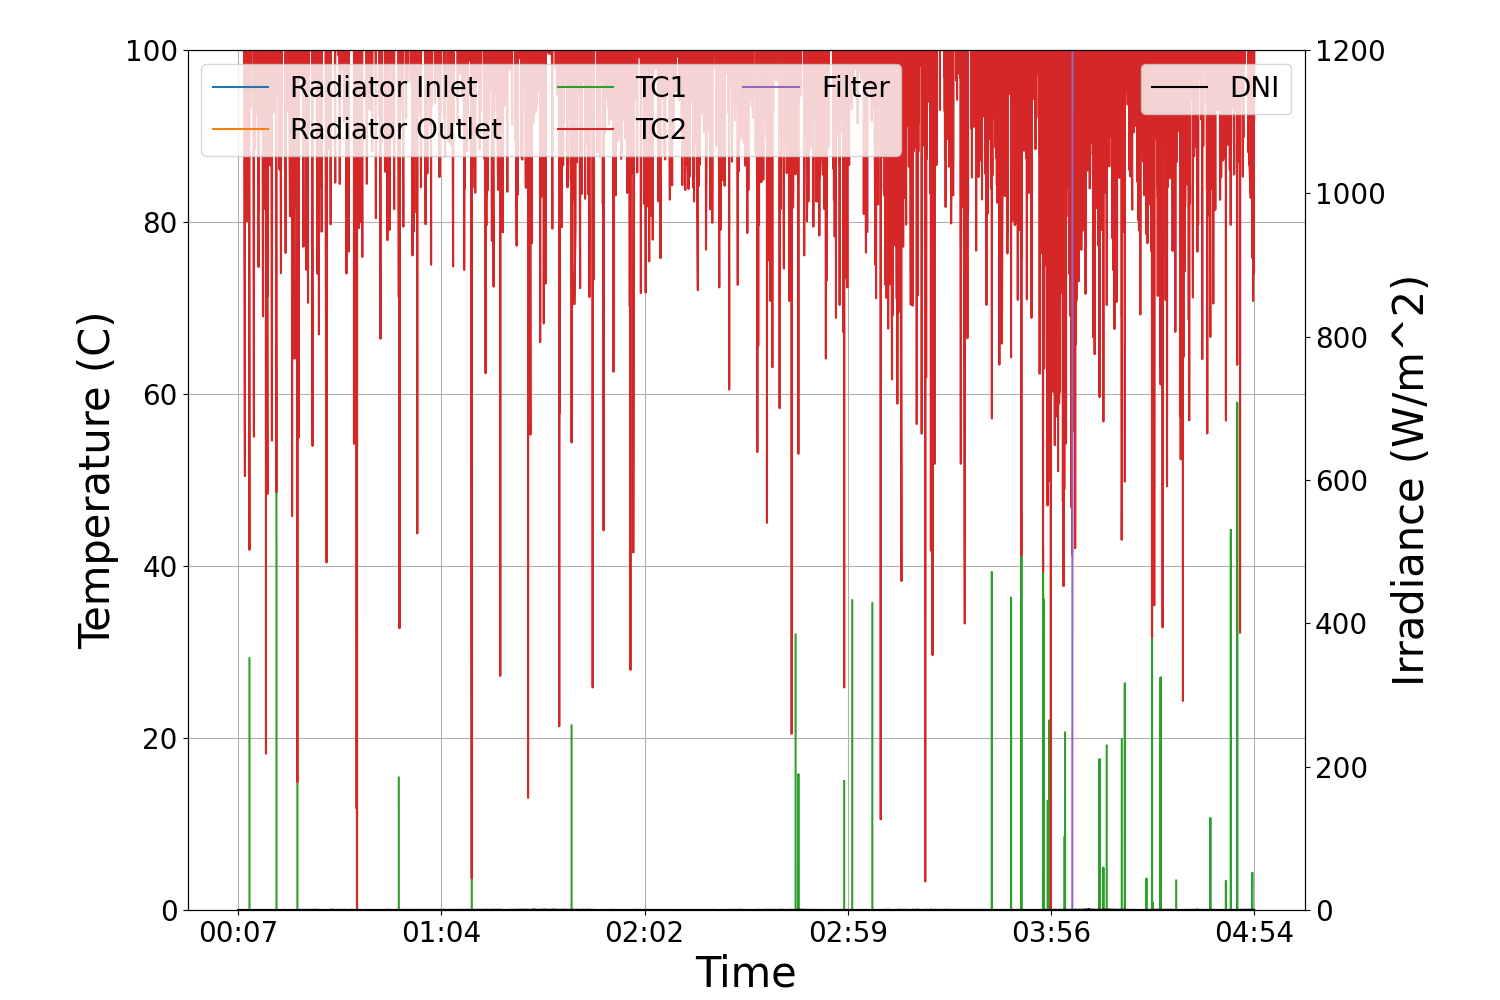 100
80
60
40
20
0
Temperature (C)
Radiator Inlet
Radiator Outlet
TC1
TC2
Filter
DNI
1200
1000
800
600
400
200
0
Irradiance (W/m^2)
00:07
01:04
02:02
02:59
03:56
04:54
Time